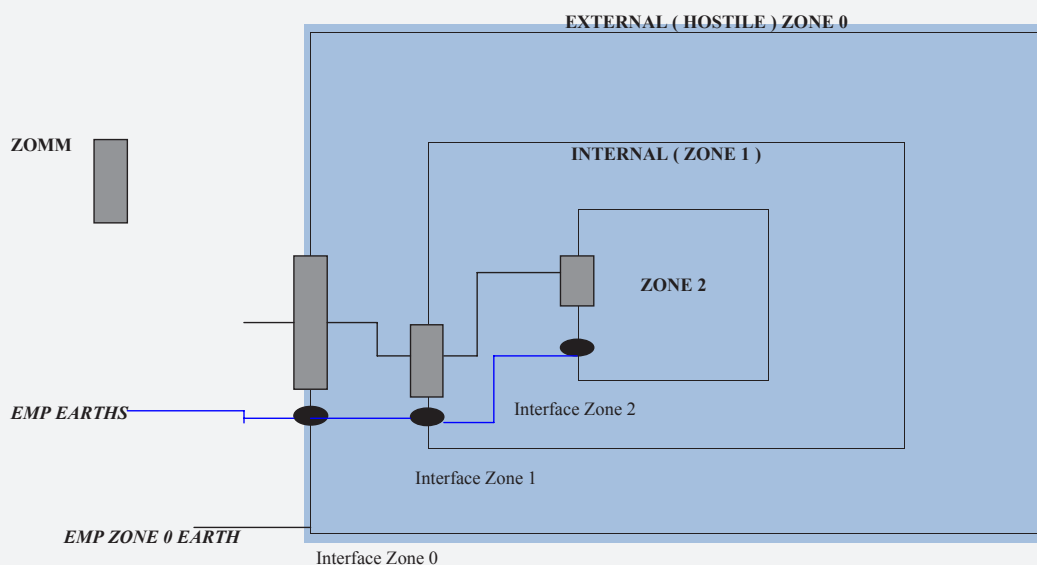 EXTERNAL ( HOSTILE ) ZONE 0
ZOMM
INTERNAL ( ZONE 1 )
ZONE 2
EMP EARTHS
Interface Zone 2
Interface Zone 1
EMP ZONE 0 EARTH
Interface Zone 0